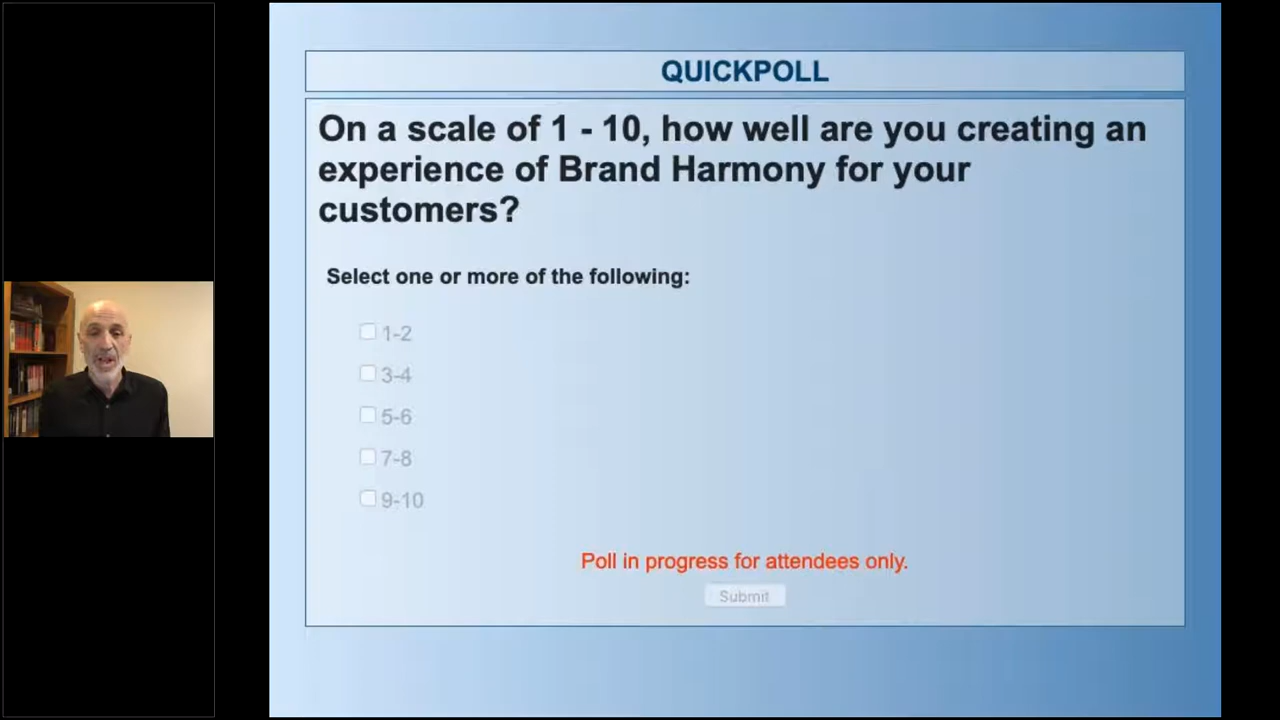 QUICKPOLL
On a scale of 1 - 10, how well are you creating an
experience of Brand Harmony for your
customers?
Select one or more of the following:
1-2
3-4
5-6
7-8
9-10
Poll in progress for attendees only.
Submit